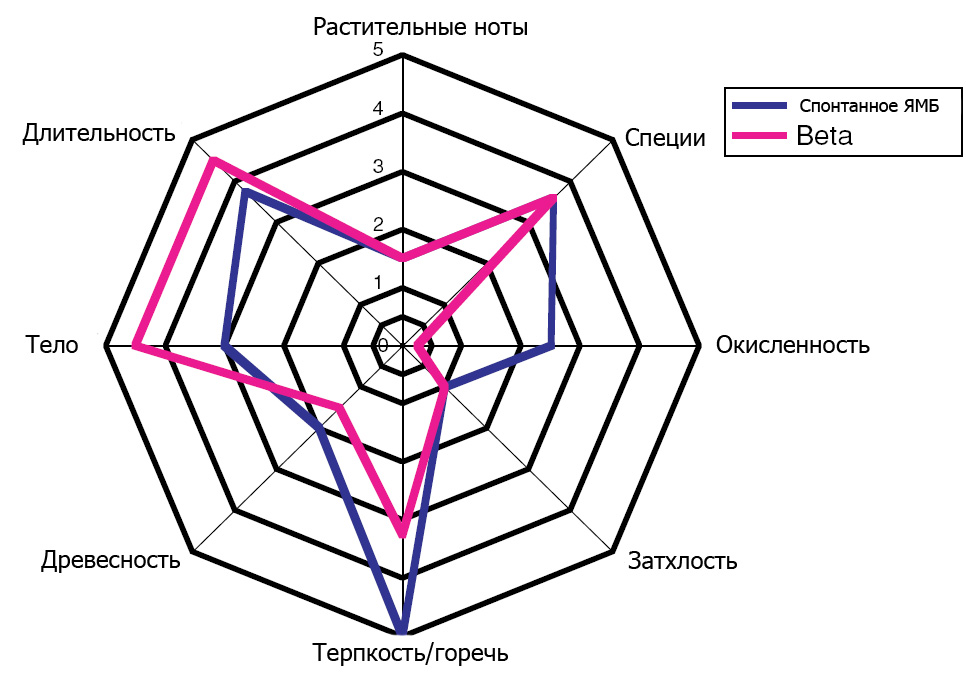 Растительные ноты
5
Спонтанное ЯМБ
Beta
4
Длительность
Специи
3
2
1
Тело
0
Окисленность
Древесность
Затхлость
Терпкость/горечь